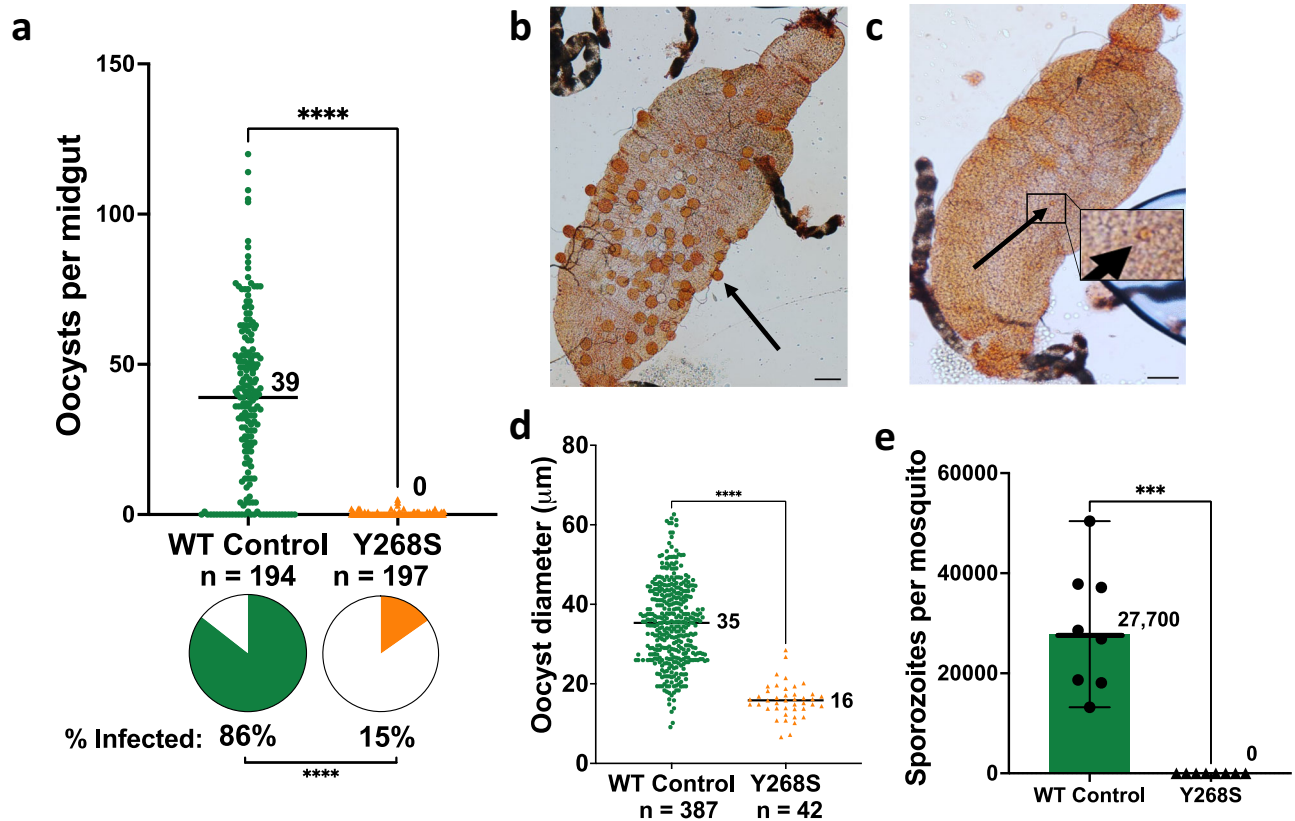 a
Oocysts per midgut
150
100
50
0
****
39
0
WT Control Y268S
n = 194 n = 197
% Infected: 86% 15%
****
b
c
d
Oocyst diameter (μm)
80
60
40
20
0
****
35
16
WT Control Y268S
n = 387 n = 42
e
Sporozoites per mosquito
60000
40000
20000
0
***
27,700
0
WT Control Y268S